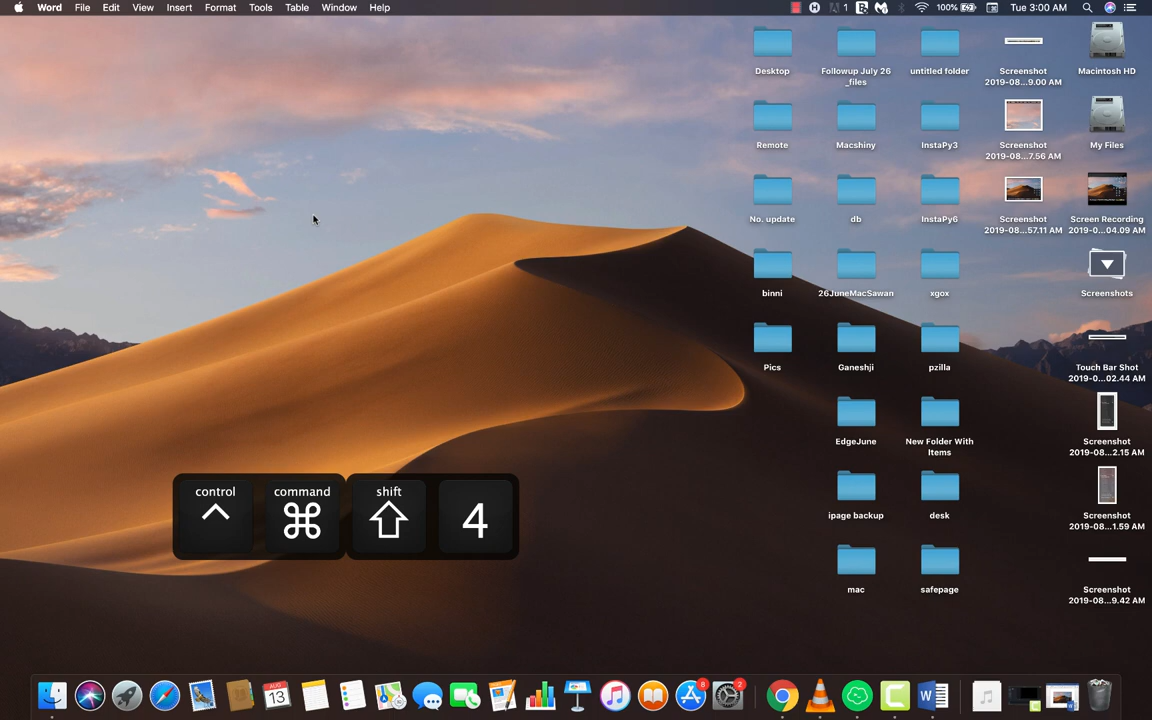 Word File Edit View Insert Format Tools Table Window Help
1 100% Tue 3:00 AM
Desktop
Followup July 26
_files
untitled folder
Screenshot
2019-08...9.00 AM
Macintosh HD
Remote
Macshiny
InstaPy3
Screenshot
2019-08...7.56 AM
My Files
No. update
db
InstaPy6
Screenshot
2019-08...57.11 AM
Screen Recording
2019-0...04.09 AM
binni
26JuneMacSawan
xgox
Screenshots
Pics
Ganeshji
pzilla
Touch Bar Shot
2019-0...02.44 AM
EdgeJune
New Folder With
Items
Screenshot
2019-08...2.15 AM
ipage backup
desk
Screenshot
2019-08...1.59 AM
mac
safepage
Screenshot
2019-08...9.42 AM
control command shift
4
AUG
13
8
2